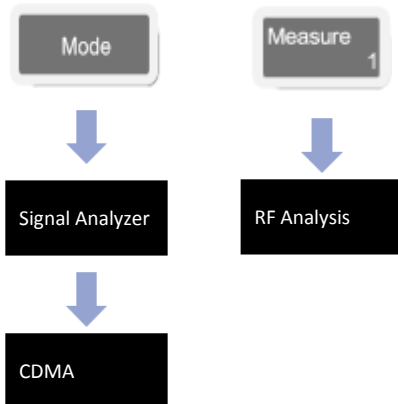 Mode
Measure
1
Signal Analyzer
RF Analysis
CDMA